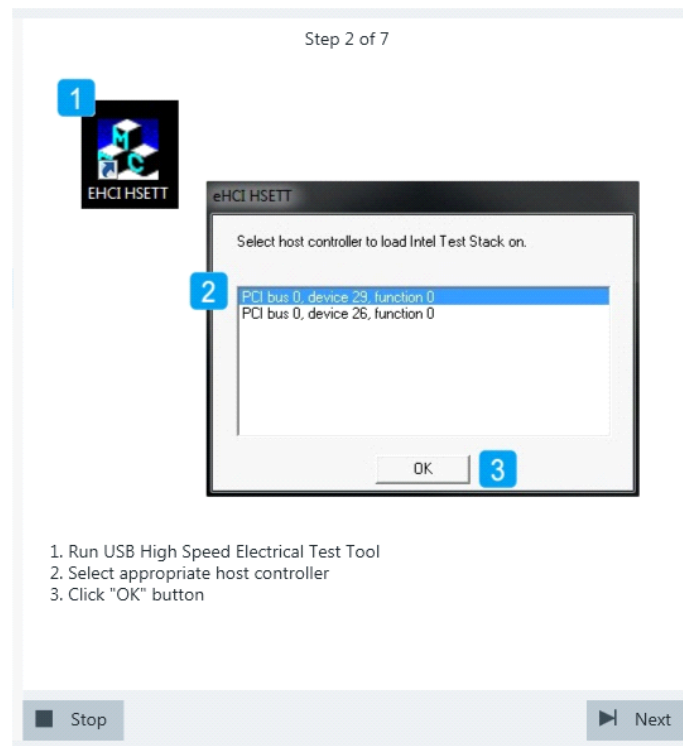 Step 2 of 7
1
M
C
EHCI HSETT
eHCI HSETT
Select host controller to load Intel Test Stack on.
2
PCI bus 0, device 29, function 0
PCI bus 0, device 26, function 0
OK
3
1. Run USB High Speed Electrical Test Tool
2. Select appropriate host controller
3. Click "OK" button
Stop
Next